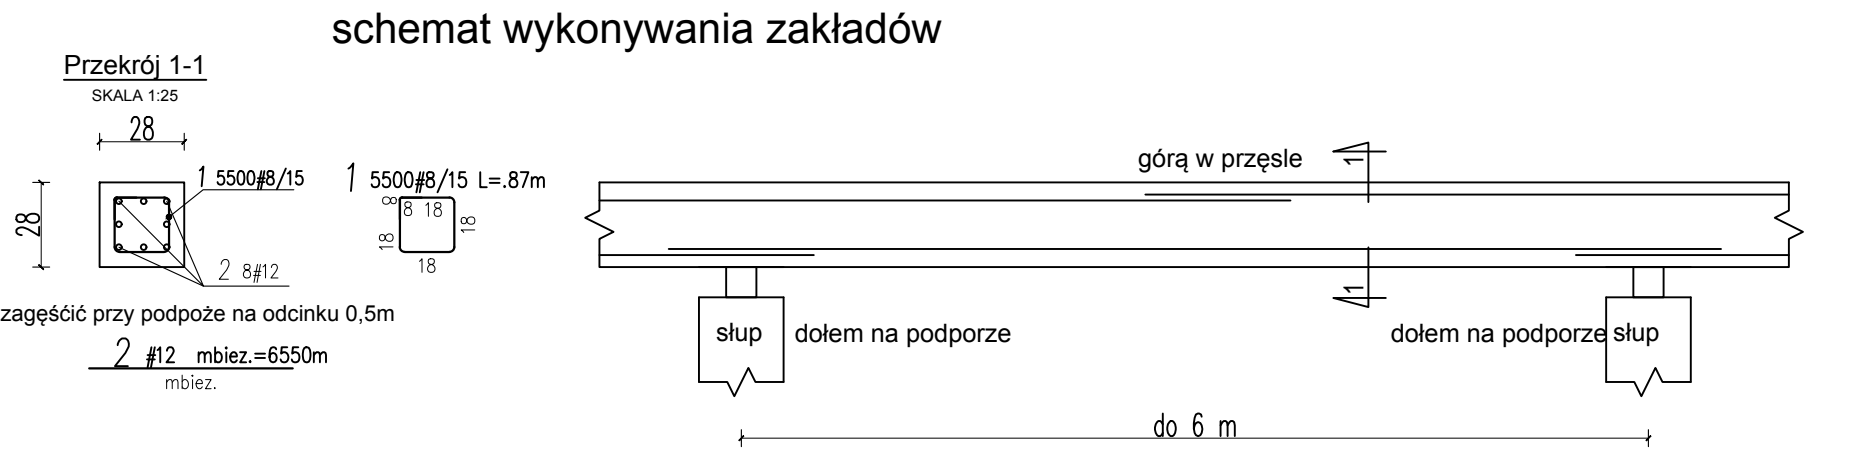 schemat wykonywania zakładów
Przekrój 1-1
SKALA 1:25
28
28
1 5500#8/15
2 8#12
1 5500#8/15 L=.87m
8
8 18
18
18
18
zagęśćić przy podpoże na odcinku 0,5m
2 #12 mbiez.=6550m
mbiez.
górą w przęsle
1
1
słup
dołem na podporze
dołem na podporze
słup
do 6 m